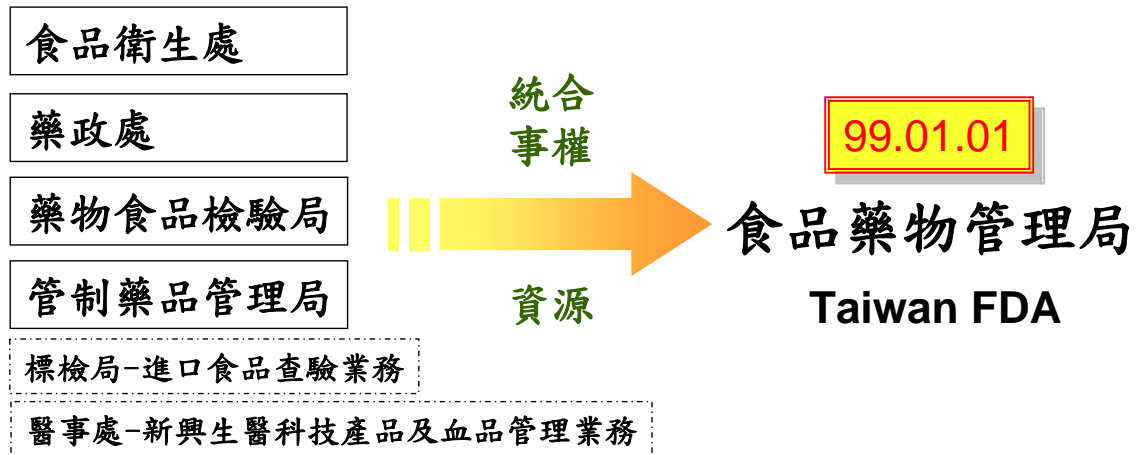 食品衛生處
藥政處
藥物食品檢驗局
管制藥品管理局
標檢局-進口食品查驗業務
醫事處-新興生醫科技產品及血品管理業務
統合
事權
資源
99.01.01
食品藥物管理局
Taiwan FDA